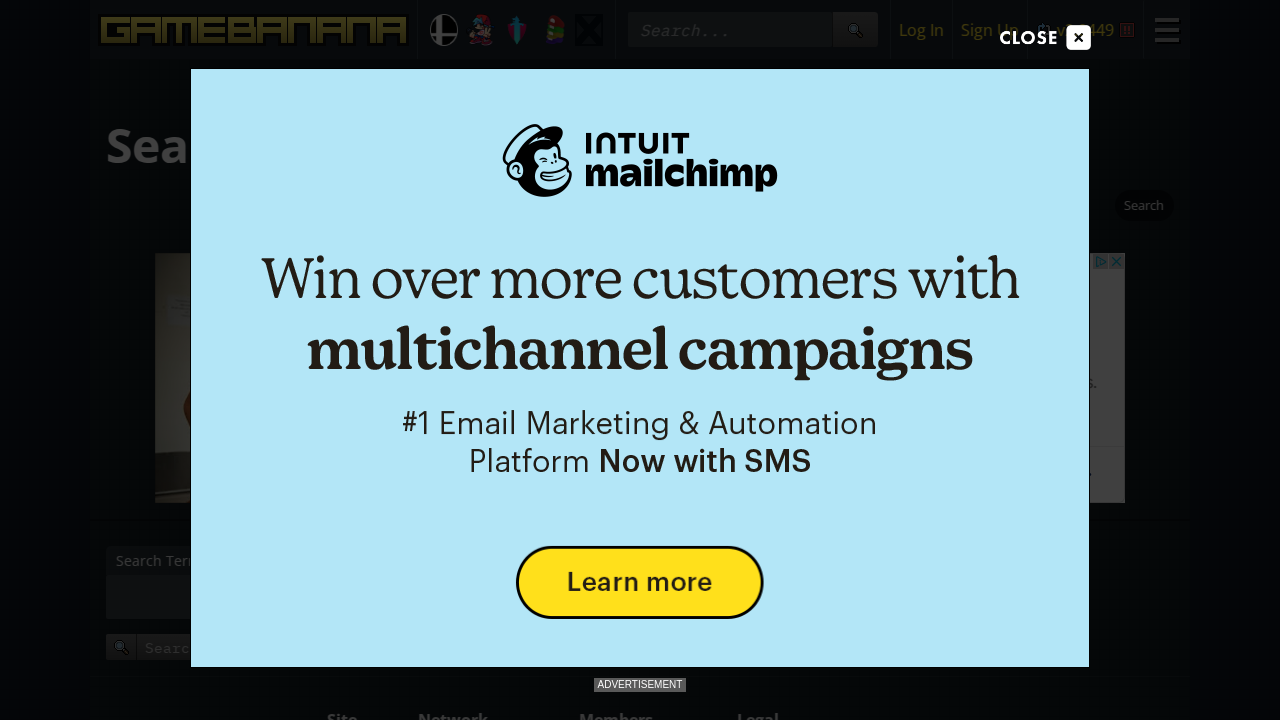 GAMEBANANA
Search...
Log In
Sign Up
449
CLOSE
Sea
Search
INTUIT
mailchimp
Win over more customers with
multichannel campaigns
#1 Email Marketing & Automation
Platform Now with SMS
Learn more
Search Ter
Searc
ADVERTISEMENT
Site
Network
Members
Legal